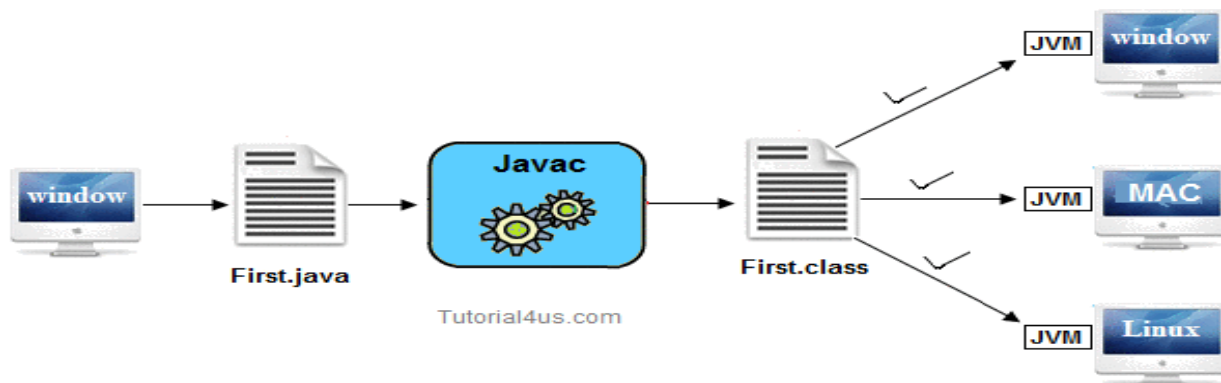 window
First.java
Javac
Tutorial4us.com
First.class
JVM
window
JVM
MAC
JVM
Linux